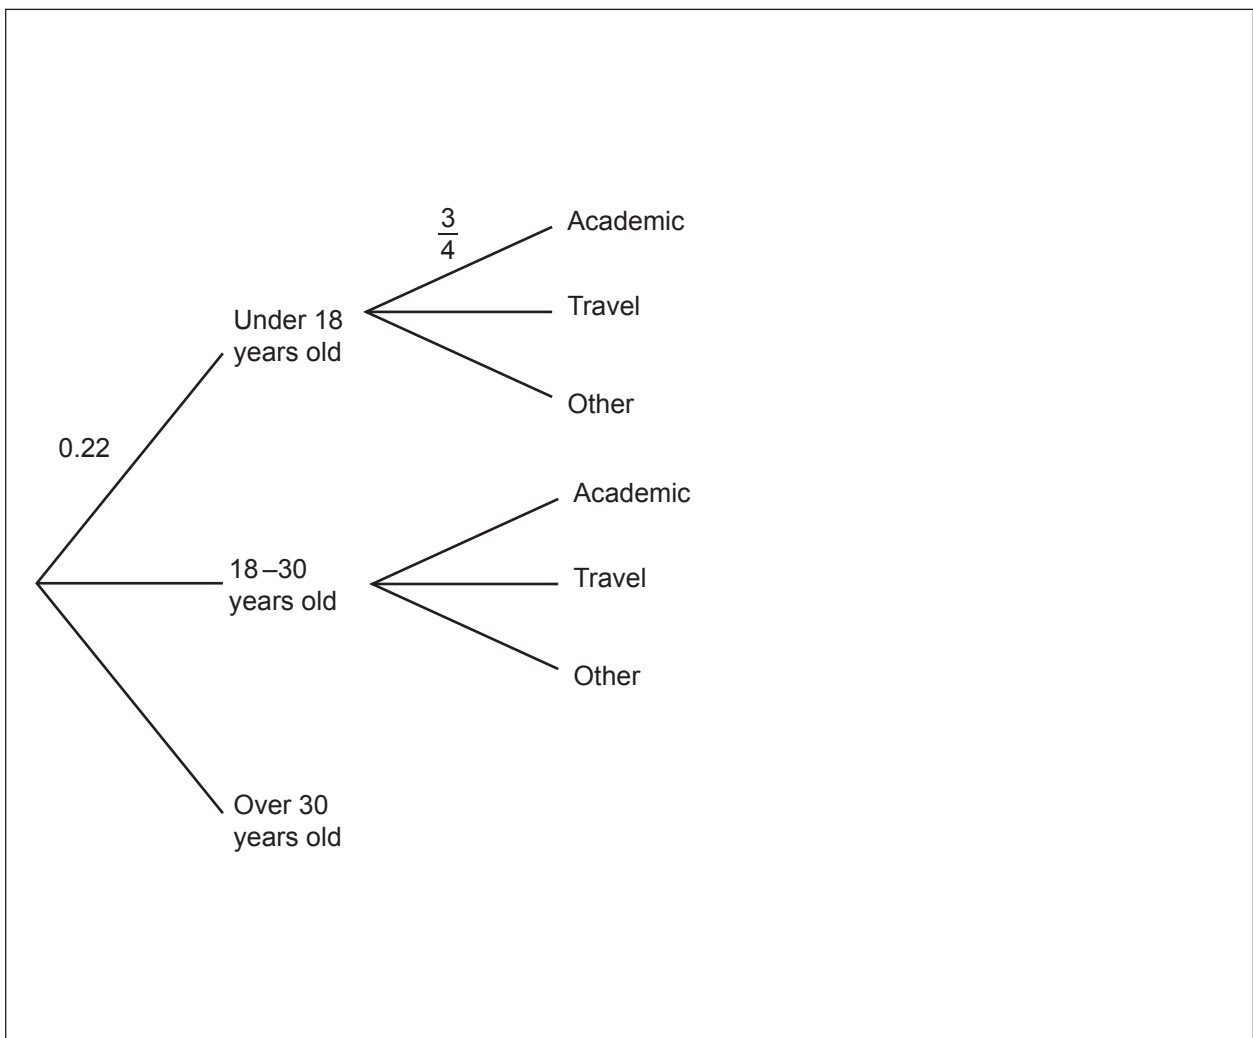 3
4
Academic
Travel
Other
Under 18
years old
0.22
Academic
Travel
Other
18–30
years old
Over 30
years old